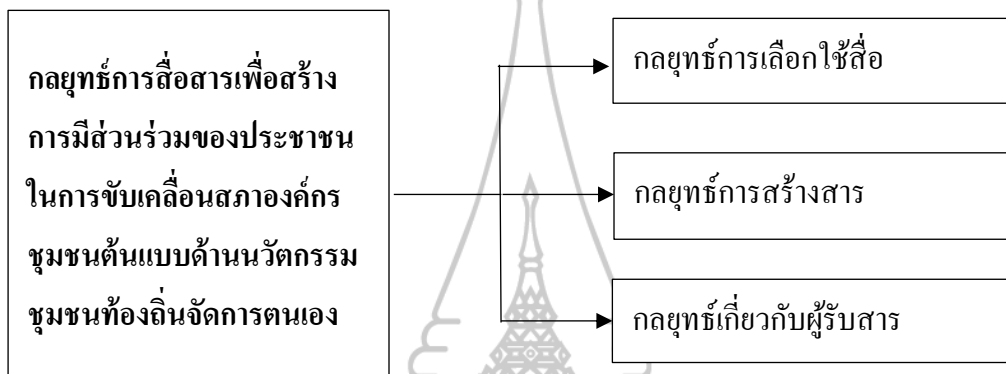 กลยุทธ์การสื่อสารเพื่อสร้าง
การมีส่วนร่วมของประชาชน
ในการขับเคลื่อนสภาองค์กร
ชุมชนต้นแบบด้านนวัตกรรม
ชุมชนท้องถิ่นจัดการตนเอง
กลยุทธ์การเลือกใช้สื่อ
กลยุทธ์การสร้างสาร
กลยุทธ์เกี่ยวกับผู้รับสาร